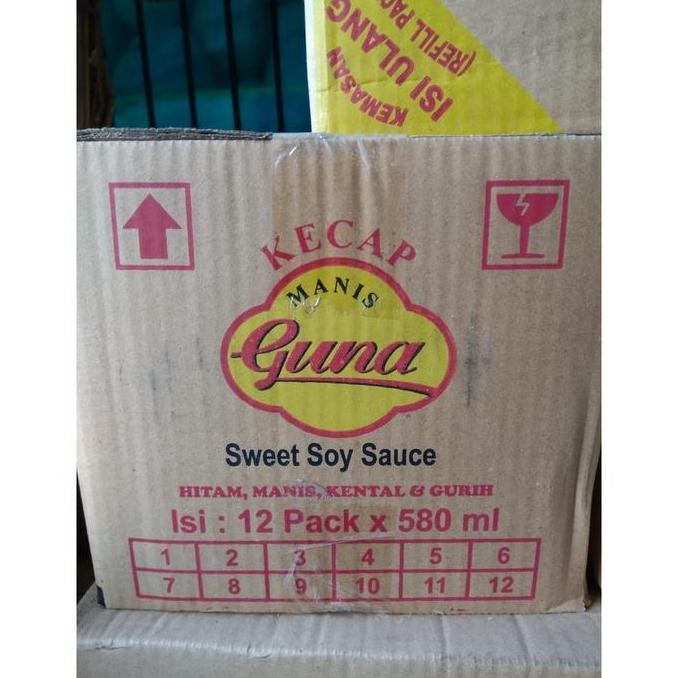 KEMASAN
ISI ULANG
(REFILL PAC
KECAP
MANIS
Guna
Sweet Soy Sauce
HITAM, MANIS, KENTAL & GURIH
Isi : 12 Pack x 580 ml
1 2 3 4 5 6
7 8 9 10 11 12